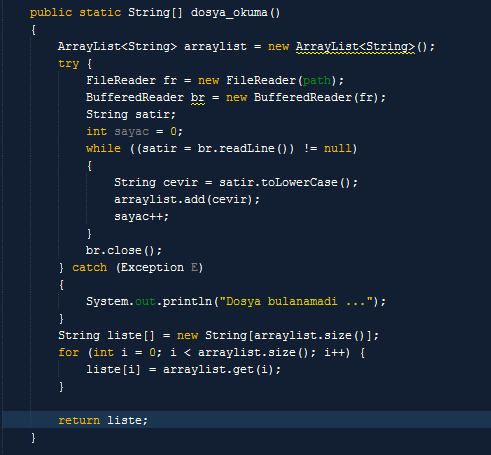 public static String[] dosya_okuma()
{
ArrayList<String> arraylist = new ArrayList<String>();
try {
FileReader fr = new FileReader(path);
BufferedReader br = new BufferedReader(fr);
String satir;
int sayac = 0;
while ((satir = br.readLine()) != null)
{
String cevir = satir.toLowerCase();
arraylist.add(cevir);
sayac++;
}
br.close();
} catch (Exception E)
{
System.out.println("Dosya bulanamadi ...");
}
String liste[] = new String[arraylist.size()];
for (int i = 0; i < arraylist.size(); i++) {
liste[i] = arraylist.get(i);
}
return liste;
}